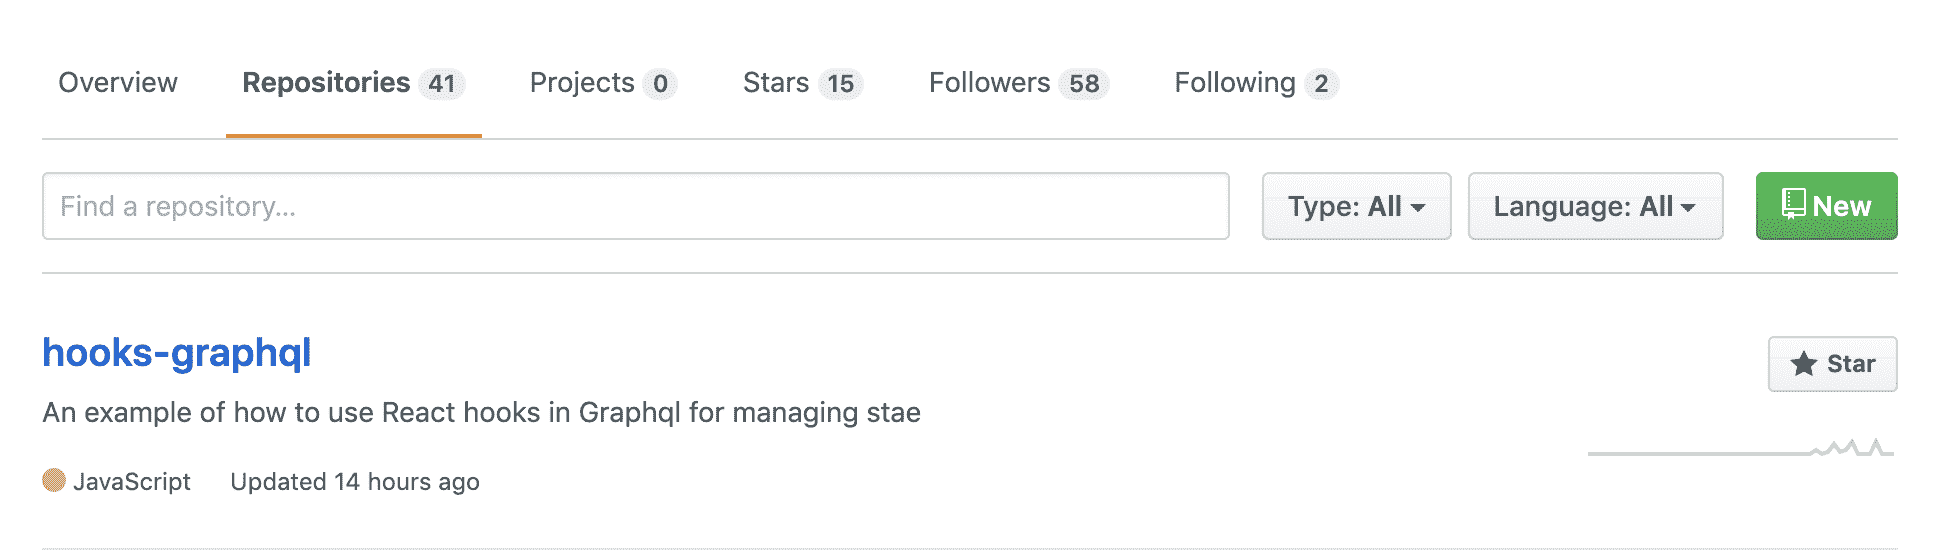 Overview Repositories 41 Projects 0 Stars 15 Followers 58 Following 2
Find a repository... Type: All Language: All New
hooks-graphql Star
An example of how to use React hooks in Graphql for managing stae
JavaScript Updated 14 hours ago